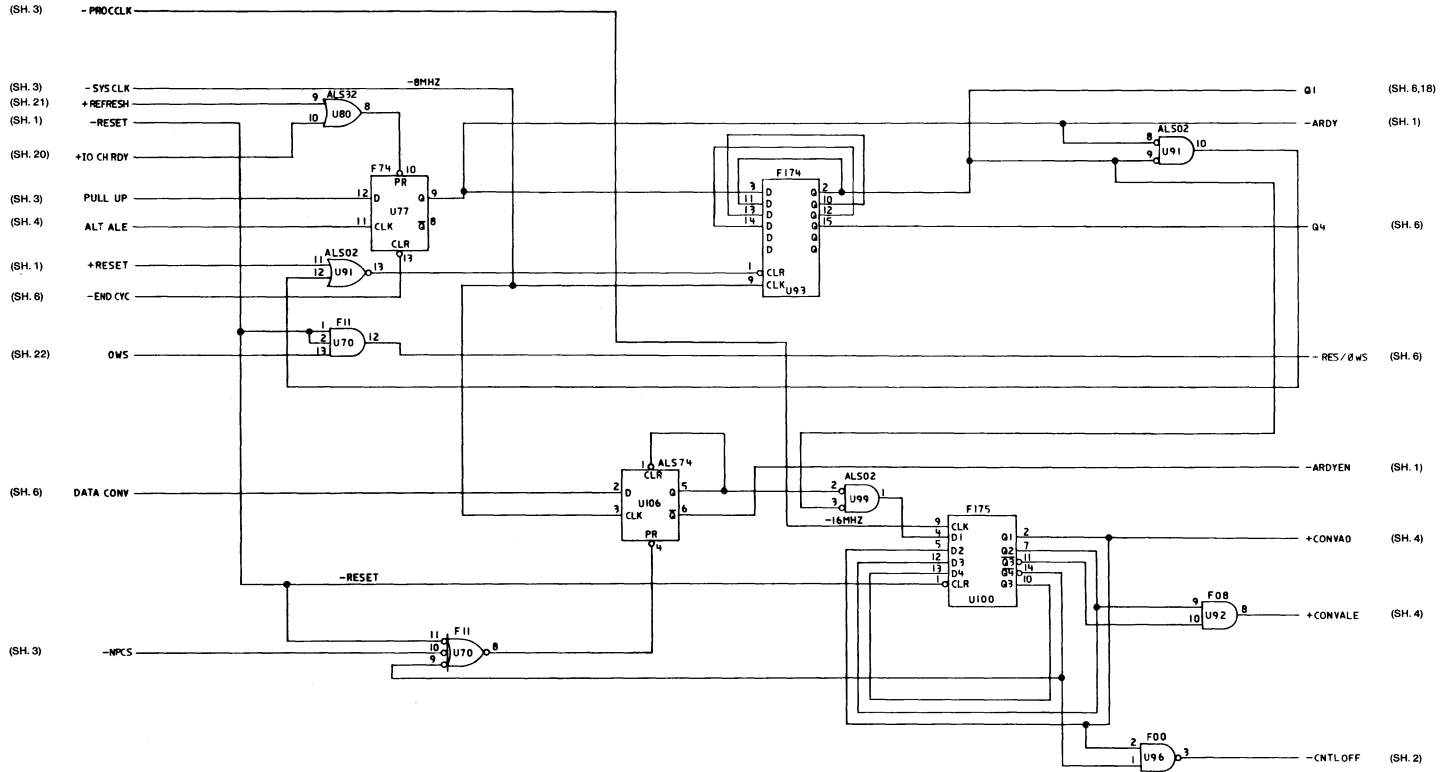 (SH. 3) -PROCCLK
(SH. 3) -SYSCLK -8MHZ
(SH. 21) +REFRESH
(SH. 1) -RESET
(SH. 20) +IO CH RDY
(SH. 3) PULL UP
(SH. 4) ALT ALE
(SH. 1) +RESET
(SH. 6) -END CYC
(SH. 22) OWS
(SH. 6) DATA CONV
-RESET
(SH. 3) -NPCS
ALS32
9 8
U80
10
F74 10
PR
12 D Q 9
U77
11 CLK Q 8
CLR
13
ALS02
11 13
12 U91
F11
1 12
2 U70
13
F174
3 D Q 2
11 D Q 10
13 D Q 12
14 D Q 15
D Q
D Q
1 CLR
9 CLK
U93
ALS02
8 10
9 U91
1 ALS74
CLR
2 D Q 5
U106
3 CLK Q 6
PR
4
ALS02
2 1
3 U99
-16MHZ
F175
9 CLK
4 D1 Q1 2
5 D2 Q2 7
12 D3 Q3 11
13 D4 Q4 14
1 CLR Q3 10
U100
F11
11
10 U70 8
9
F08
9 8
10 U92
F00
2 3
1 U96
Q1 (SH. 6,18)
-ARDY (SH. 1)
Q4 (SH. 6)
-RES/ØWS (SH. 6)
-ARDYEN (SH. 1)
+CONVAO (SH. 4)
+CONVALE (SH. 4)
-CNTLOFF (SH. 2)